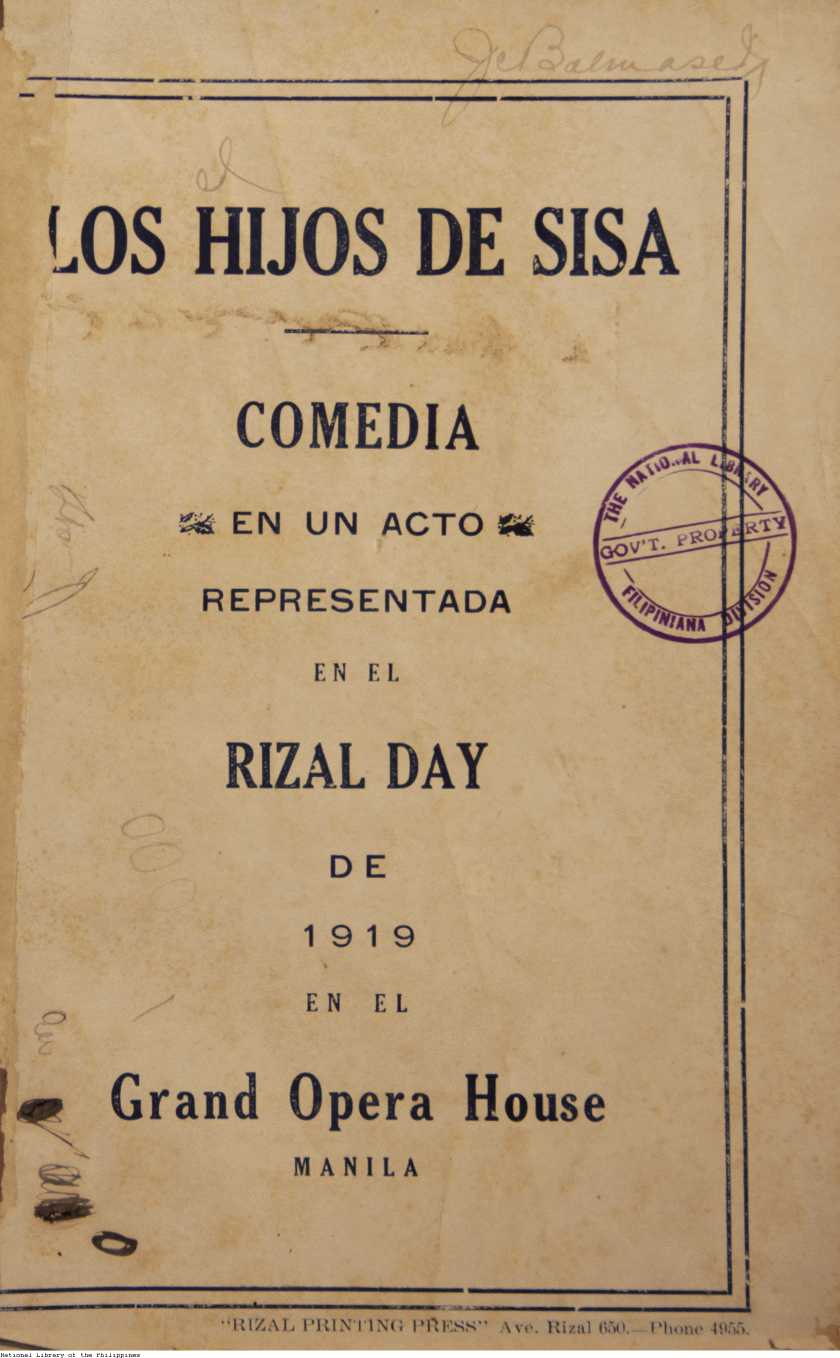 Jc Balmaseda
LOS HIJOS DE SISA
COMEDIA
EN UN ACTO
REPRESENTADA
EN EL
RIZAL DAY
DE
1919
EN EL
Grand Opera House
MANILA
THE NATIONAL LIBRARY
GOV'T. PROPERTY
FILIPINIANA DIVISION
"RIZAL PRINTING PRESS" Ave. Rizal 650.—Phone 4955.
National Library of the Philippines